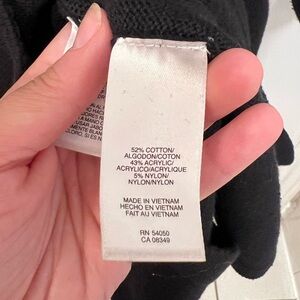 52% COTTON/
ALGODON/COTON
43% ACRYLIC/
ACRILICO/ACRYLIQUE
5% NYLON/
NYLON/NYLON
MADE IN VIETNAM
HECHO EN VIETNAM
FAIT AU VIETNAM
RN 54050
CA 08349